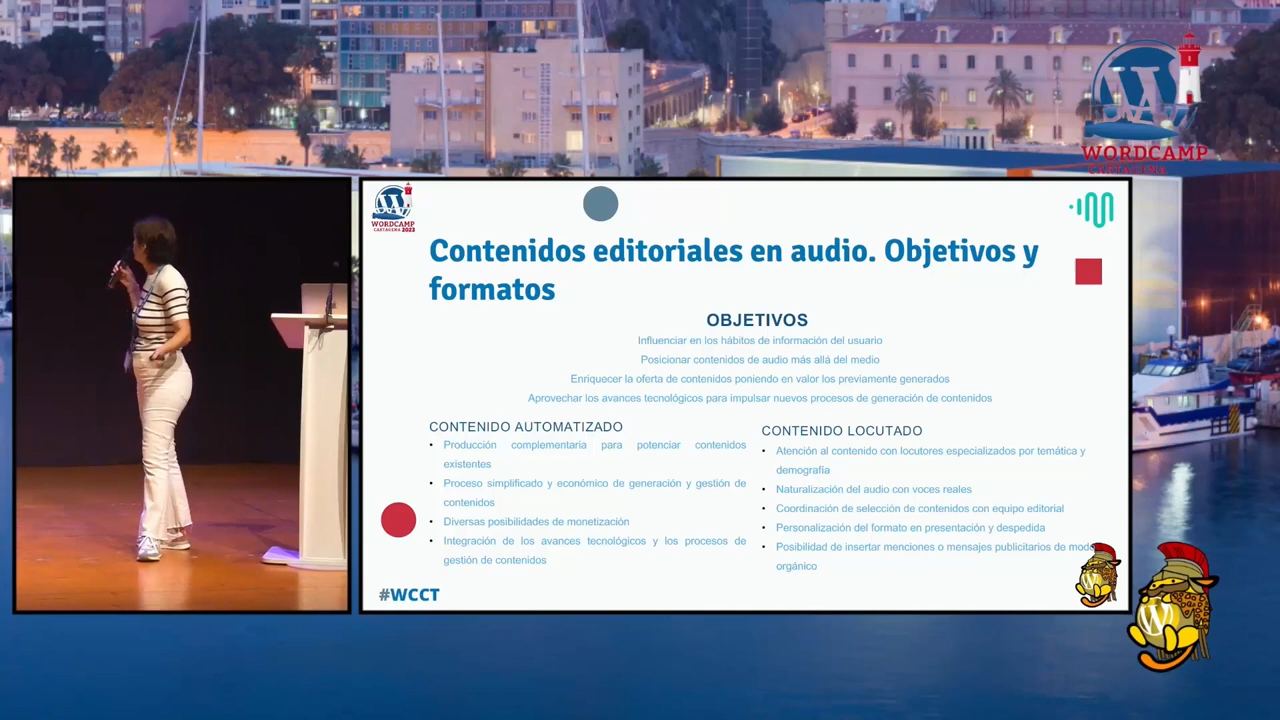 WORDCAMP
CARTAGENA
WORDCAMP
CARTAGENA 2023
Contenidos editoriales en audio. Objetivos y
formatos
OBJETIVOS
Influenciar en los hábitos de información del usuario
Posicionar contenidos de audio más allá del medio
Enriquecer la oferta de contenidos poniendo en valor los previamente generados
Aprovechar los avances tecnológicos para impulsar nuevos procesos de generación de contenidos
CONTENIDO AUTOMATIZADO
• Producción complementaria para potenciar contenidos
existentes
• Proceso simplificado y económico de generación y gestión de
contenidos
• Diversas posibilidades de monetización
• Integración de los avances tecnológicos y los procesos de
gestión de contenidos
CONTENIDO LOCUTADO
• Atención al contenido con locutores especializados por temática y
demografía
• Naturalización del audio con voces reales
• Coordinación de selección de contenidos con equipo editorial
• Personalización del formato en presentación y despedida
• Posibilidad de insertar menciones o mensajes publicitarios de modo
orgánico
#WCCT